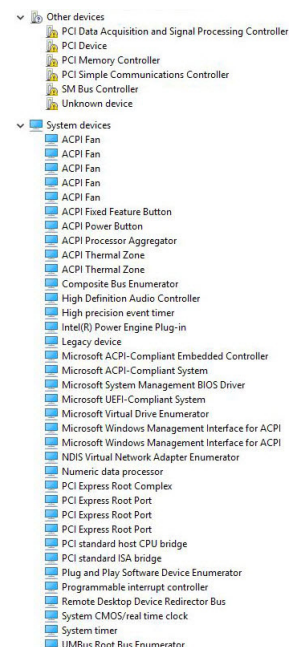 Other devices
PCI Data Acquisition and Signal Processing Controller
PCI Device
PCI Memory Controller
PCI Simple Communications Controller
SM Bus Controller
Unknown device
System devices
ACPI Fan
ACPI Fan
ACPI Fan
ACPI Fan
ACPI Fan
ACPI Fixed Feature Button
ACPI Power Button
ACPI Processor Aggregator
ACPI Thermal Zone
ACPI Thermal Zone
Composite Bus Enumerator
High Definition Audio Controller
High precision event timer
Intel(R) Power Engine Plug-in
Legacy device
Microsoft ACPI-Compliant Embedded Controller
Microsoft ACPI-Compliant System
Microsoft System Management BIOS Driver
Microsoft UEFI-Compliant System
Microsoft Virtual Drive Enumerator
Microsoft Windows Management Interface for ACPI
Microsoft Windows Management Interface for ACPI
NDIS Virtual Network Adapter Enumerator
Numeric data processor
PCI Express Root Complex
PCI Express Root Port
PCI Express Root Port
PCI Express Root Port
PCI standard host CPU bridge
PCI standard ISA bridge
Plug and Play Software Device Enumerator
Programmable interrupt controller
Remote Desktop Device Redirector Bus
System CMOS/real time clock
System timer
UMBus Root Bus Enumerator